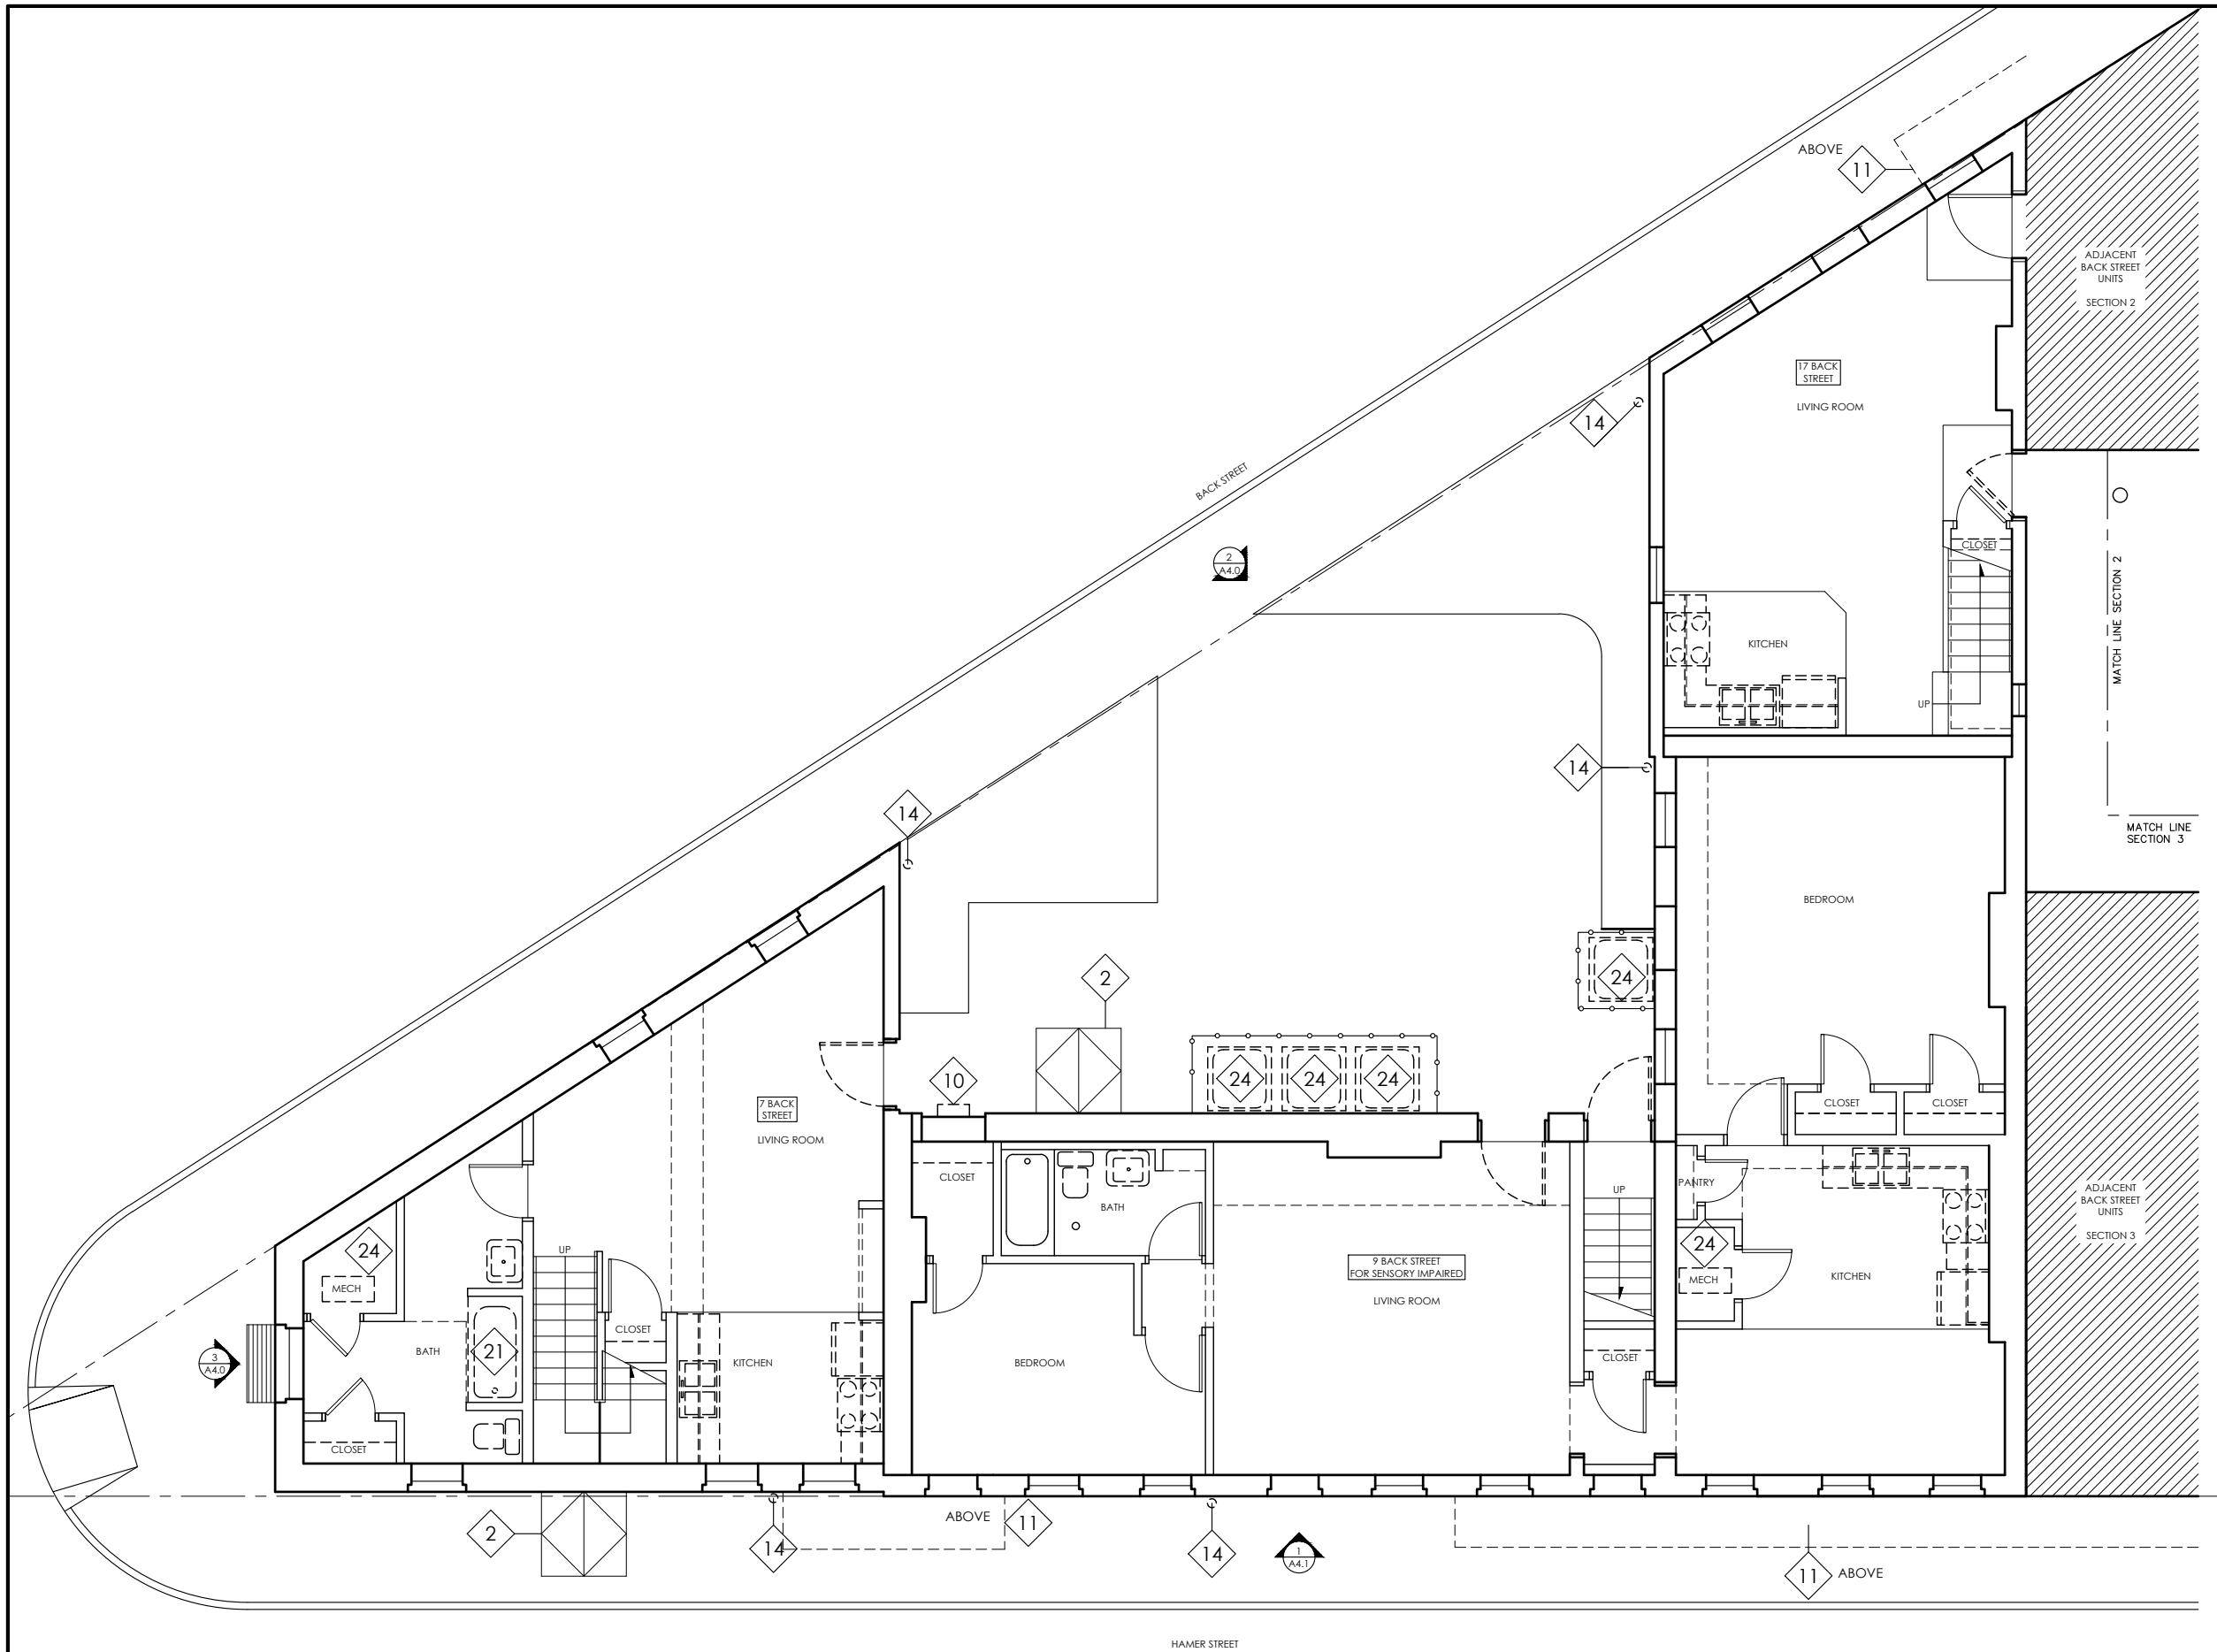 ABOVE
11
ADJACENT
BACK STREET
UNITS
SECTION 2
17 BACK
STREET
LIVING ROOM
14
BACK STREET
CLOSET
2
A4.0
MATCH LINE SECTION 2
KITCHEN
UP
14
14
MATCH LINE
SECTION 3
BEDROOM
2
24
10
24
24
24
7 BACK
STREET
LIVING ROOM
CLOSET
CLOSET
CLOSET
BATH
UP
PANTRY
ADJACENT
BACK STREET
UNITS
SECTION 3
24
UP
24
MECH
9 BACK STREET
FOR SENSORY IMPAIRED
LIVING ROOM
MECH
KITCHEN
CLOSET
3
A4.0
BATH
21
KITCHEN
BEDROOM
CLOSET
CLOSET
ABOVE
11
2
14
14
1
A4.1
11
ABOVE
HAMER STREET